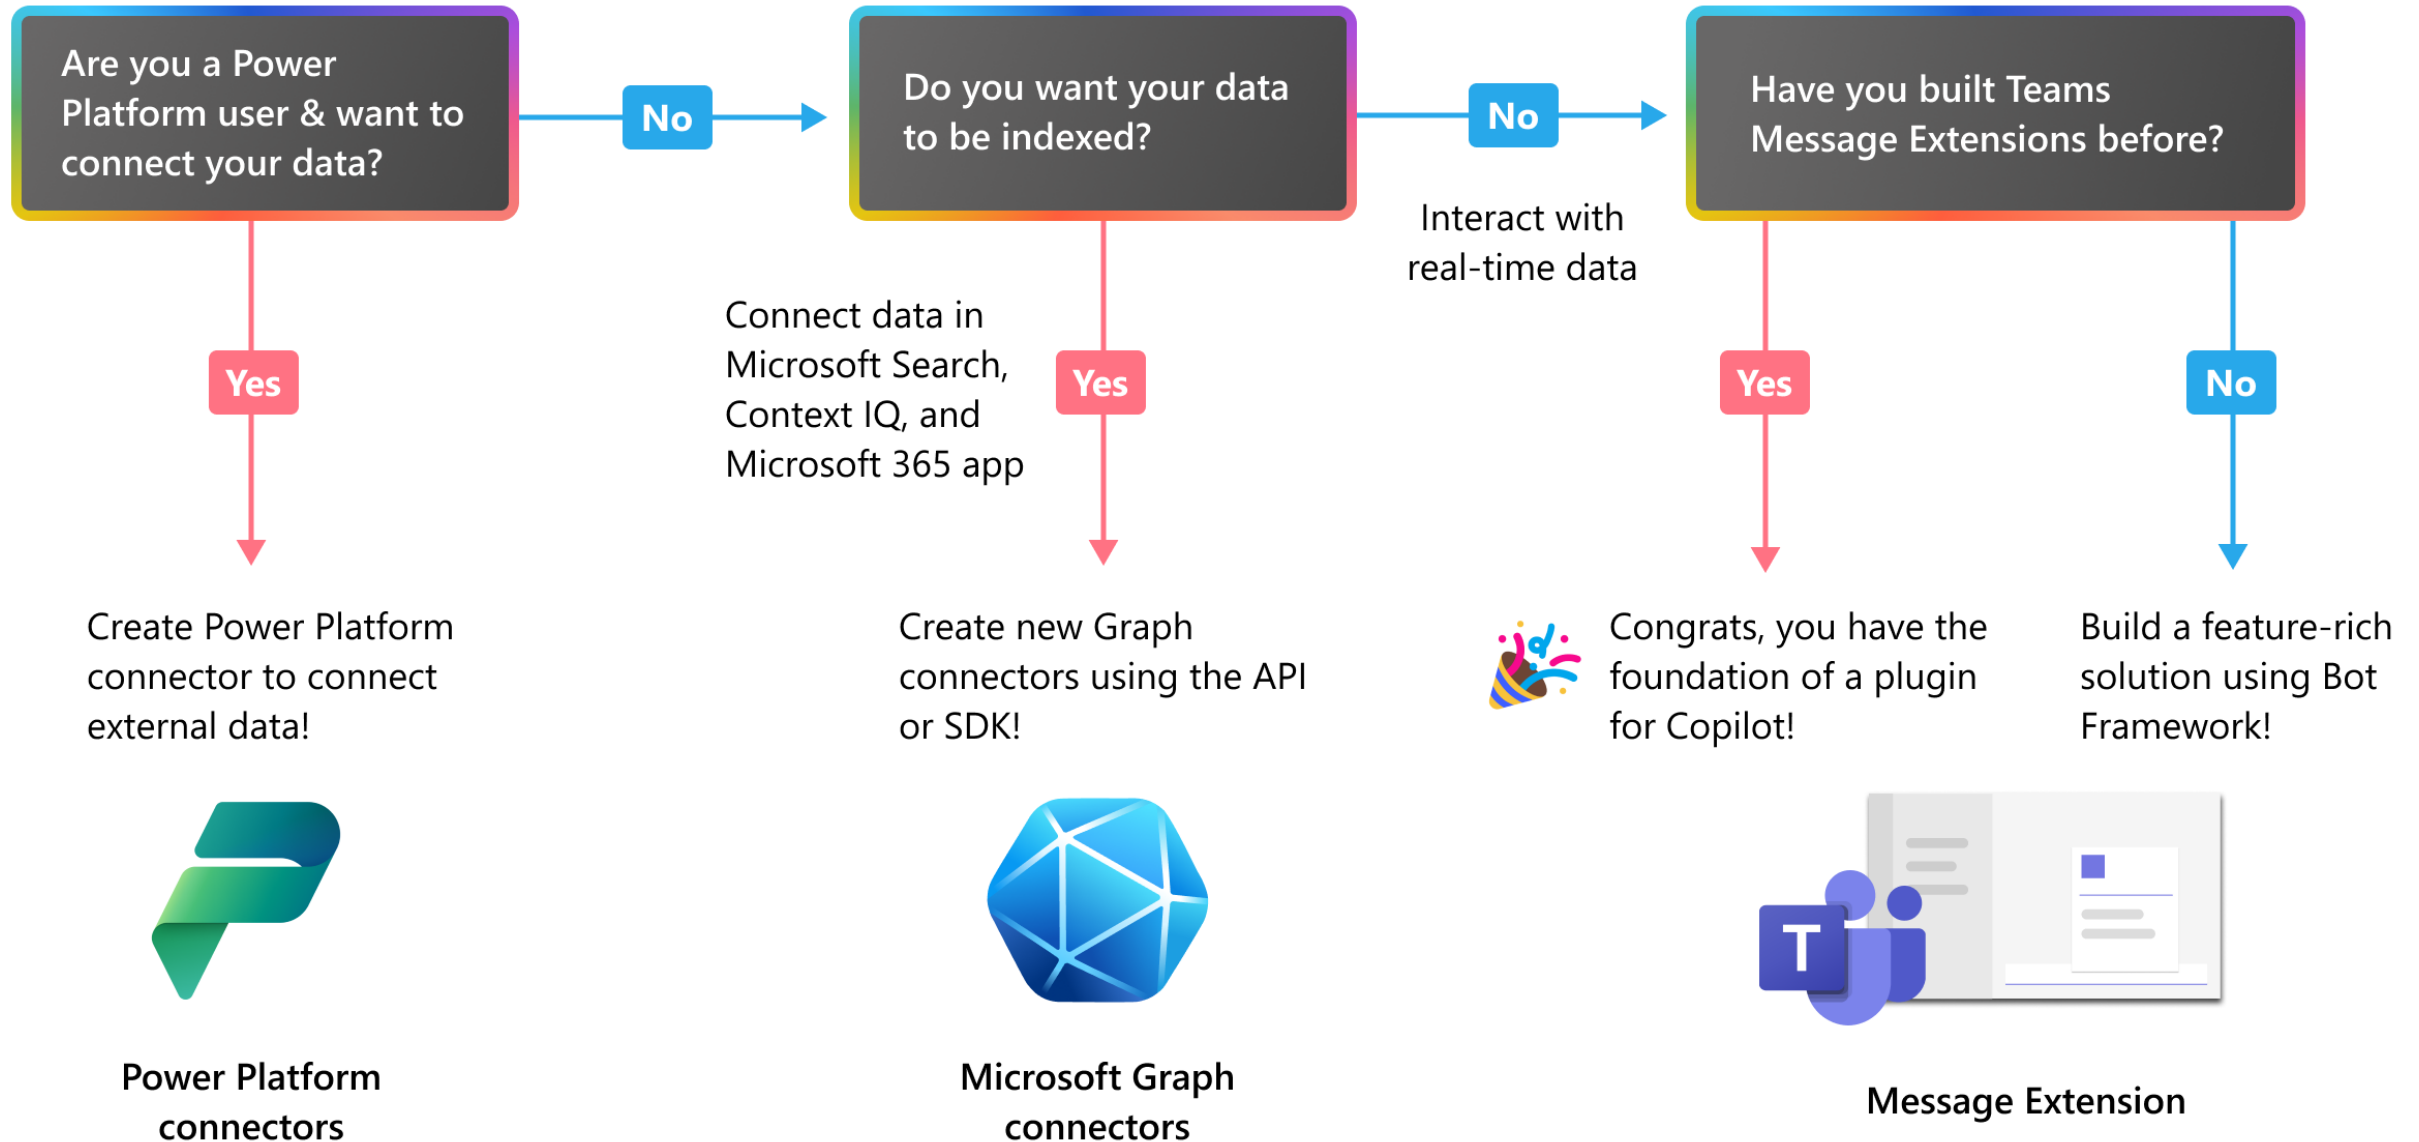 Are you a Power
Platform user & want to
connect your data?
No
Do you want your data
to be indexed?
No
Interact with
real-time data
Have you built Teams
Message Extensions before?
Yes
Connect data in
Microsoft Search,
Context IQ, and
Microsoft 365 app
Yes
Yes
No
Create Power Platform
connector to connect
external data!
Create new Graph
connectors using the API
or SDK!
Congrats, you have the
foundation of a plugin
for Copilot!
Build a feature-rich
solution using Bot
Framework!
T
Power Platform
connectors
Microsoft Graph
connectors
Message Extension